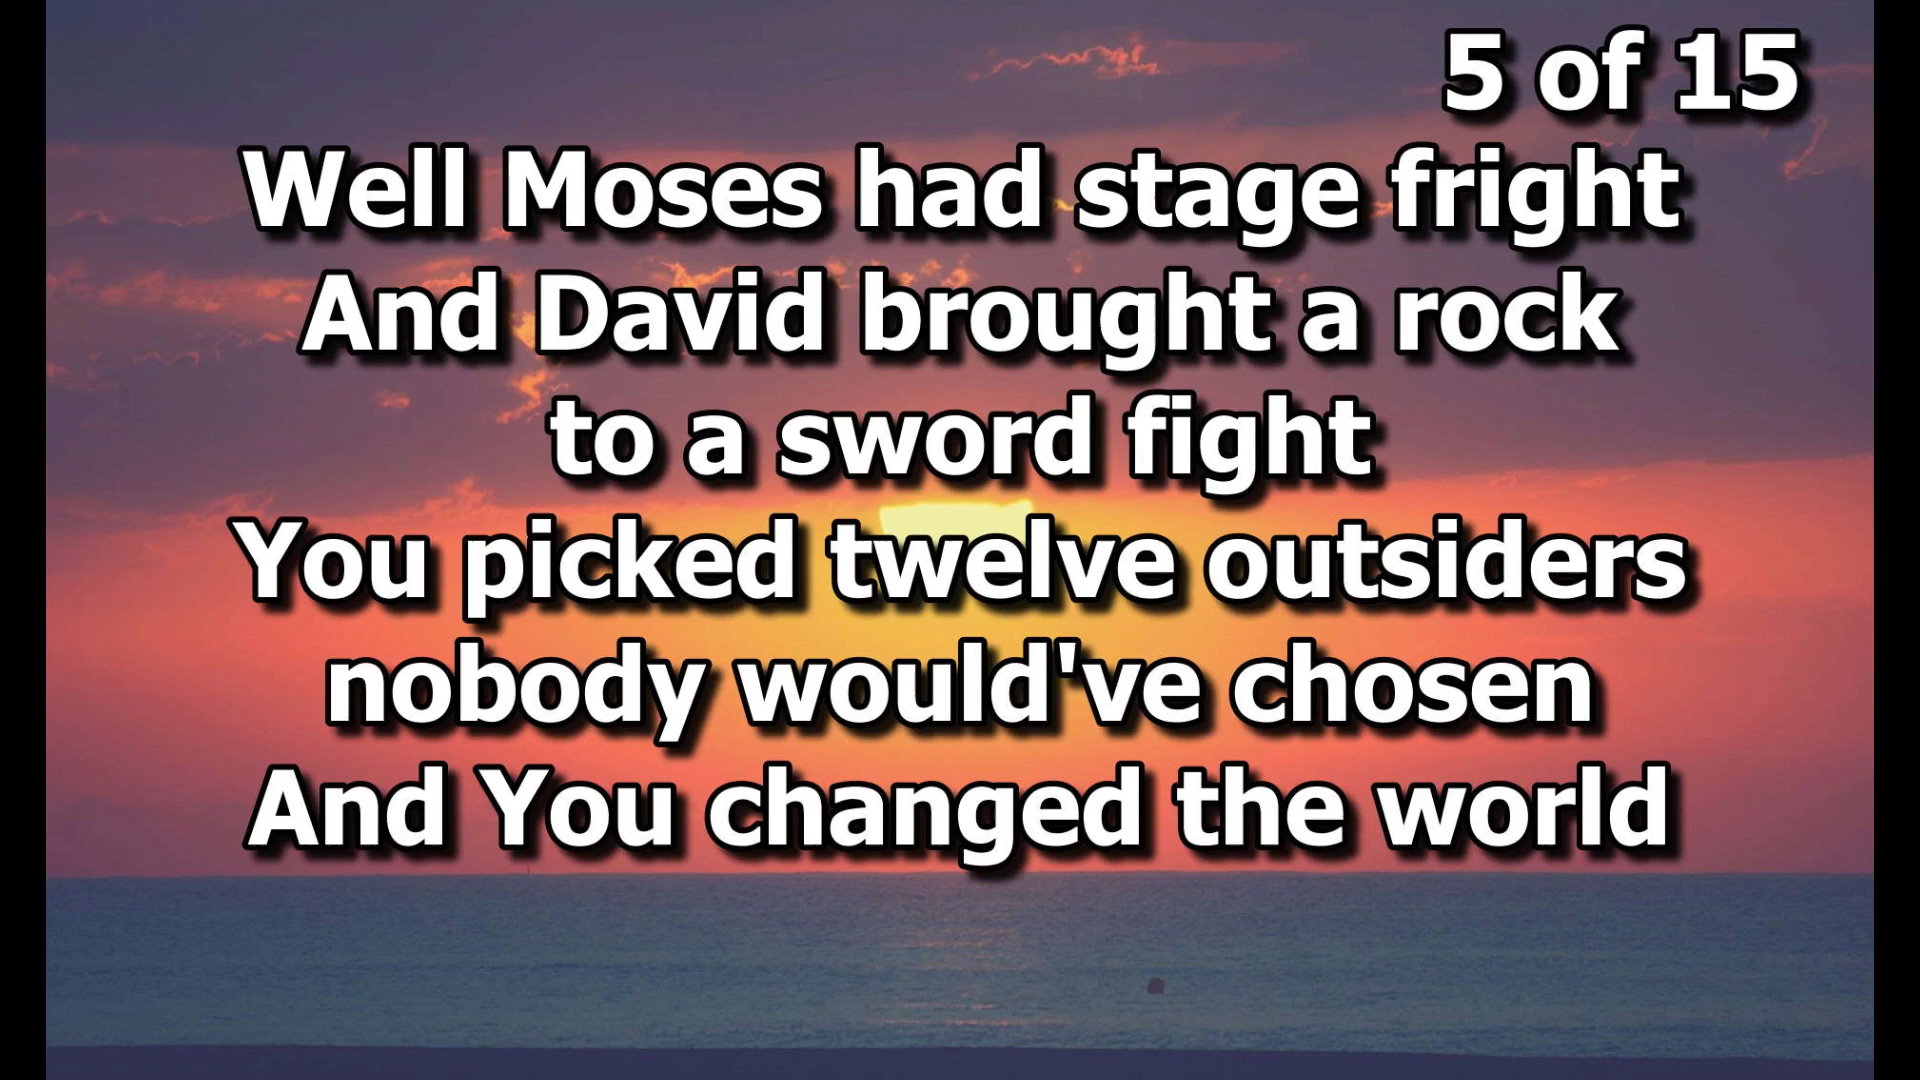 5 of 15
Well Moses had stage fright
And David brought a rock
to a sword fight
You picked twelve outsiders
nobody would've chosen
And You changed the world